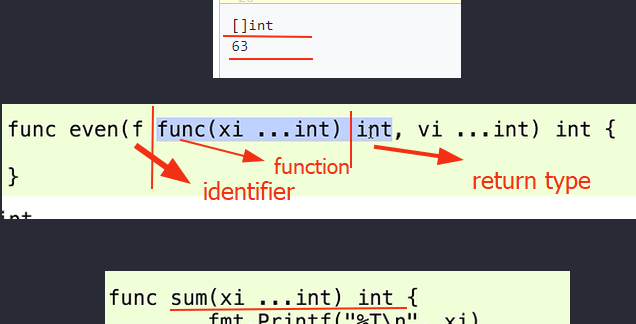 []int
63
func even(f func(xi ...int) int, vi ...int) int {
function
}
identifier
return type
int
func sum(xi ...int) int {
fmt.Printf("%T\n", xi)